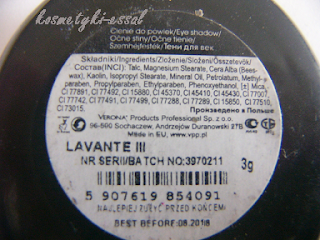 kosmetyki-essal
Cienie do powiek/Eye shadow/
Očne stíny/Očné tiene/
Szemhéjfesték/Тени для век
Składniki/Ingredients/Zloženie/Složení/Összetevők/
Состав(INCI): Talc, Magnesium Stearate, Cera Alba (Bees-
wax), Kaolin, Isopropyl Stearate, Mineral Oil, Petrolatum, Methyl-
paraben, Propylparaben, Ethylparaben, Phenoxyethanol, [± Mica,
CI 77891, CI 77492, CI 15850, CI 45370, CI 45410, CI 45430, CI 77007,
CI 77742, CI 77491, CI 77499, CI 77288, CI 15880, CI 77510, CI 17200,
CI 73015.
Произведено в Польше
VERONA Products Professional Sp. z o.o.
96-500 Sochaczew, Andrzejów Duranowski 27B
Made in EU, www.vpp.pl
LAVANTE III
NR SERII/BATCH NO:3970211
3g
5 907619 854091
NAJLEPIEJ ZUŻYĆ PRZED KOŃCEM/
BEST BEFORE:08.2018